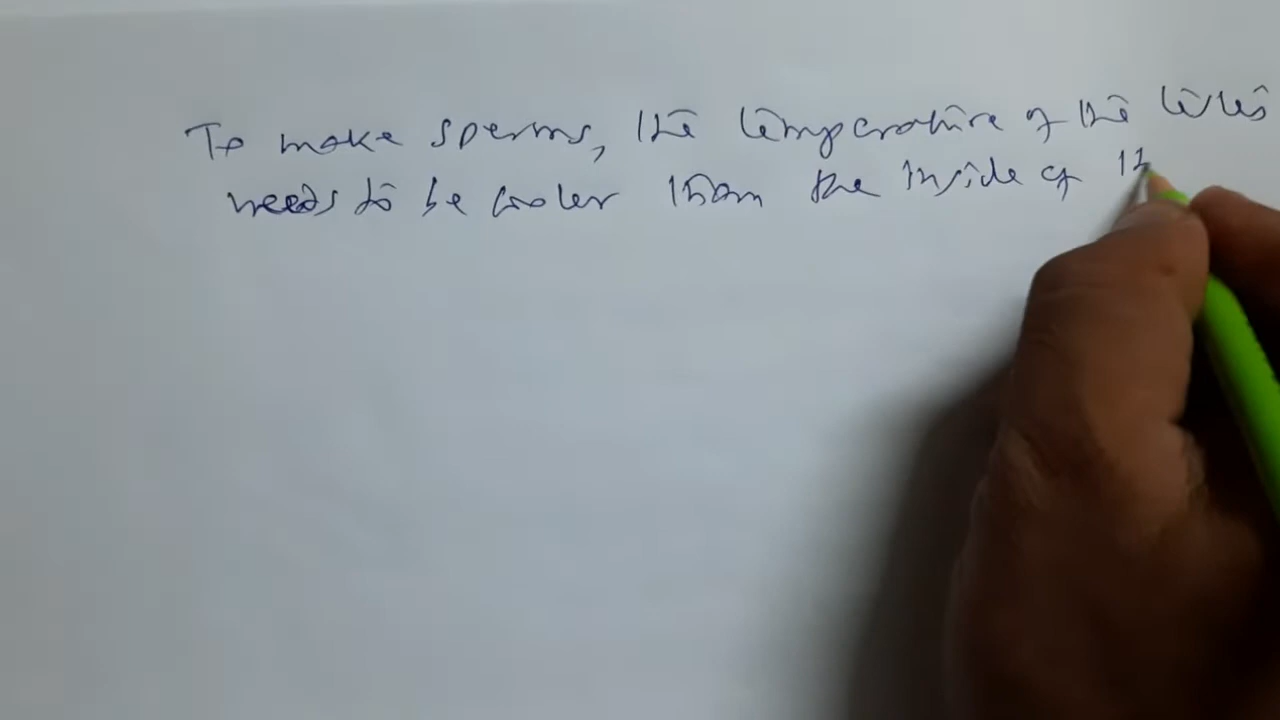 To make sperms, the temperature of the testes
needs to be cooler than the inside of